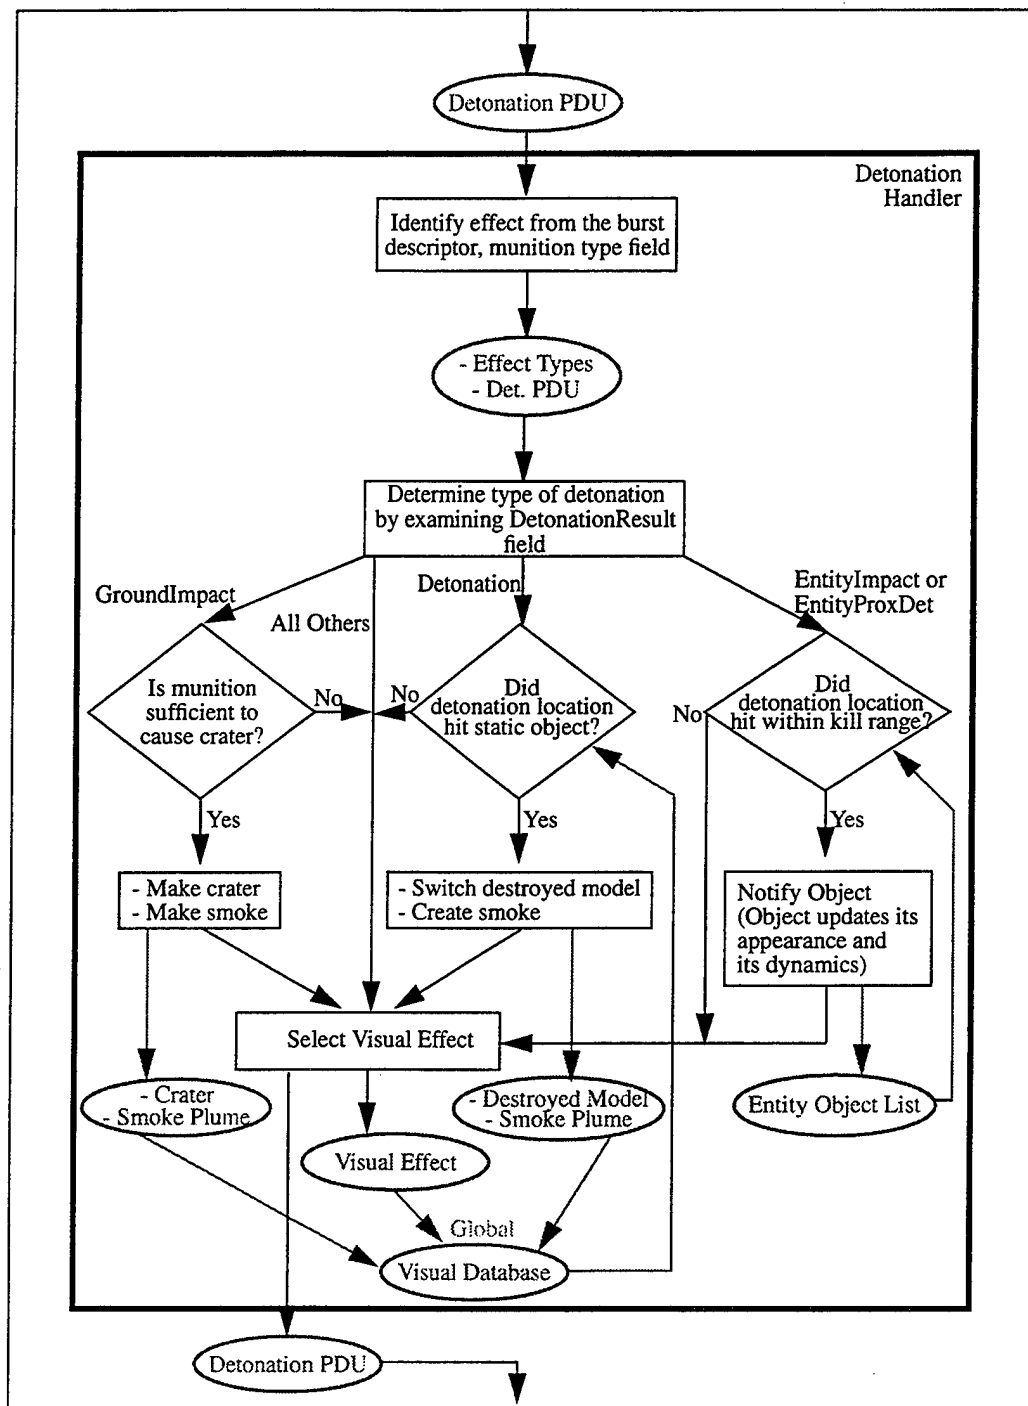 Detonation PDU
Detonation
Handler
Identify effect from the burst
descriptor, munition type field
- Effect Types
- Det. PDU
Determine type of detonation
by examining DetonationResult
field
GroundImpact
All Others
Detonation
EntityImpact or
EntityProxDet
Is munition
sufficient to
cause crater?
No
No
Did
detonation location
hit static object?
No
Did
detonation location
hit within kill range?
Yes
Yes
Yes
- Make crater
- Make smoke
- Switch destroyed model
- Create smoke
Notify Object
(Object updates its
appearance and
its dynamics)
Select Visual Effect
- Crater
- Smoke Plume
- Destroyed Model
- Smoke Plume
Entity Object List
Visual Effect
Global
Visual Database
Detonation PDU